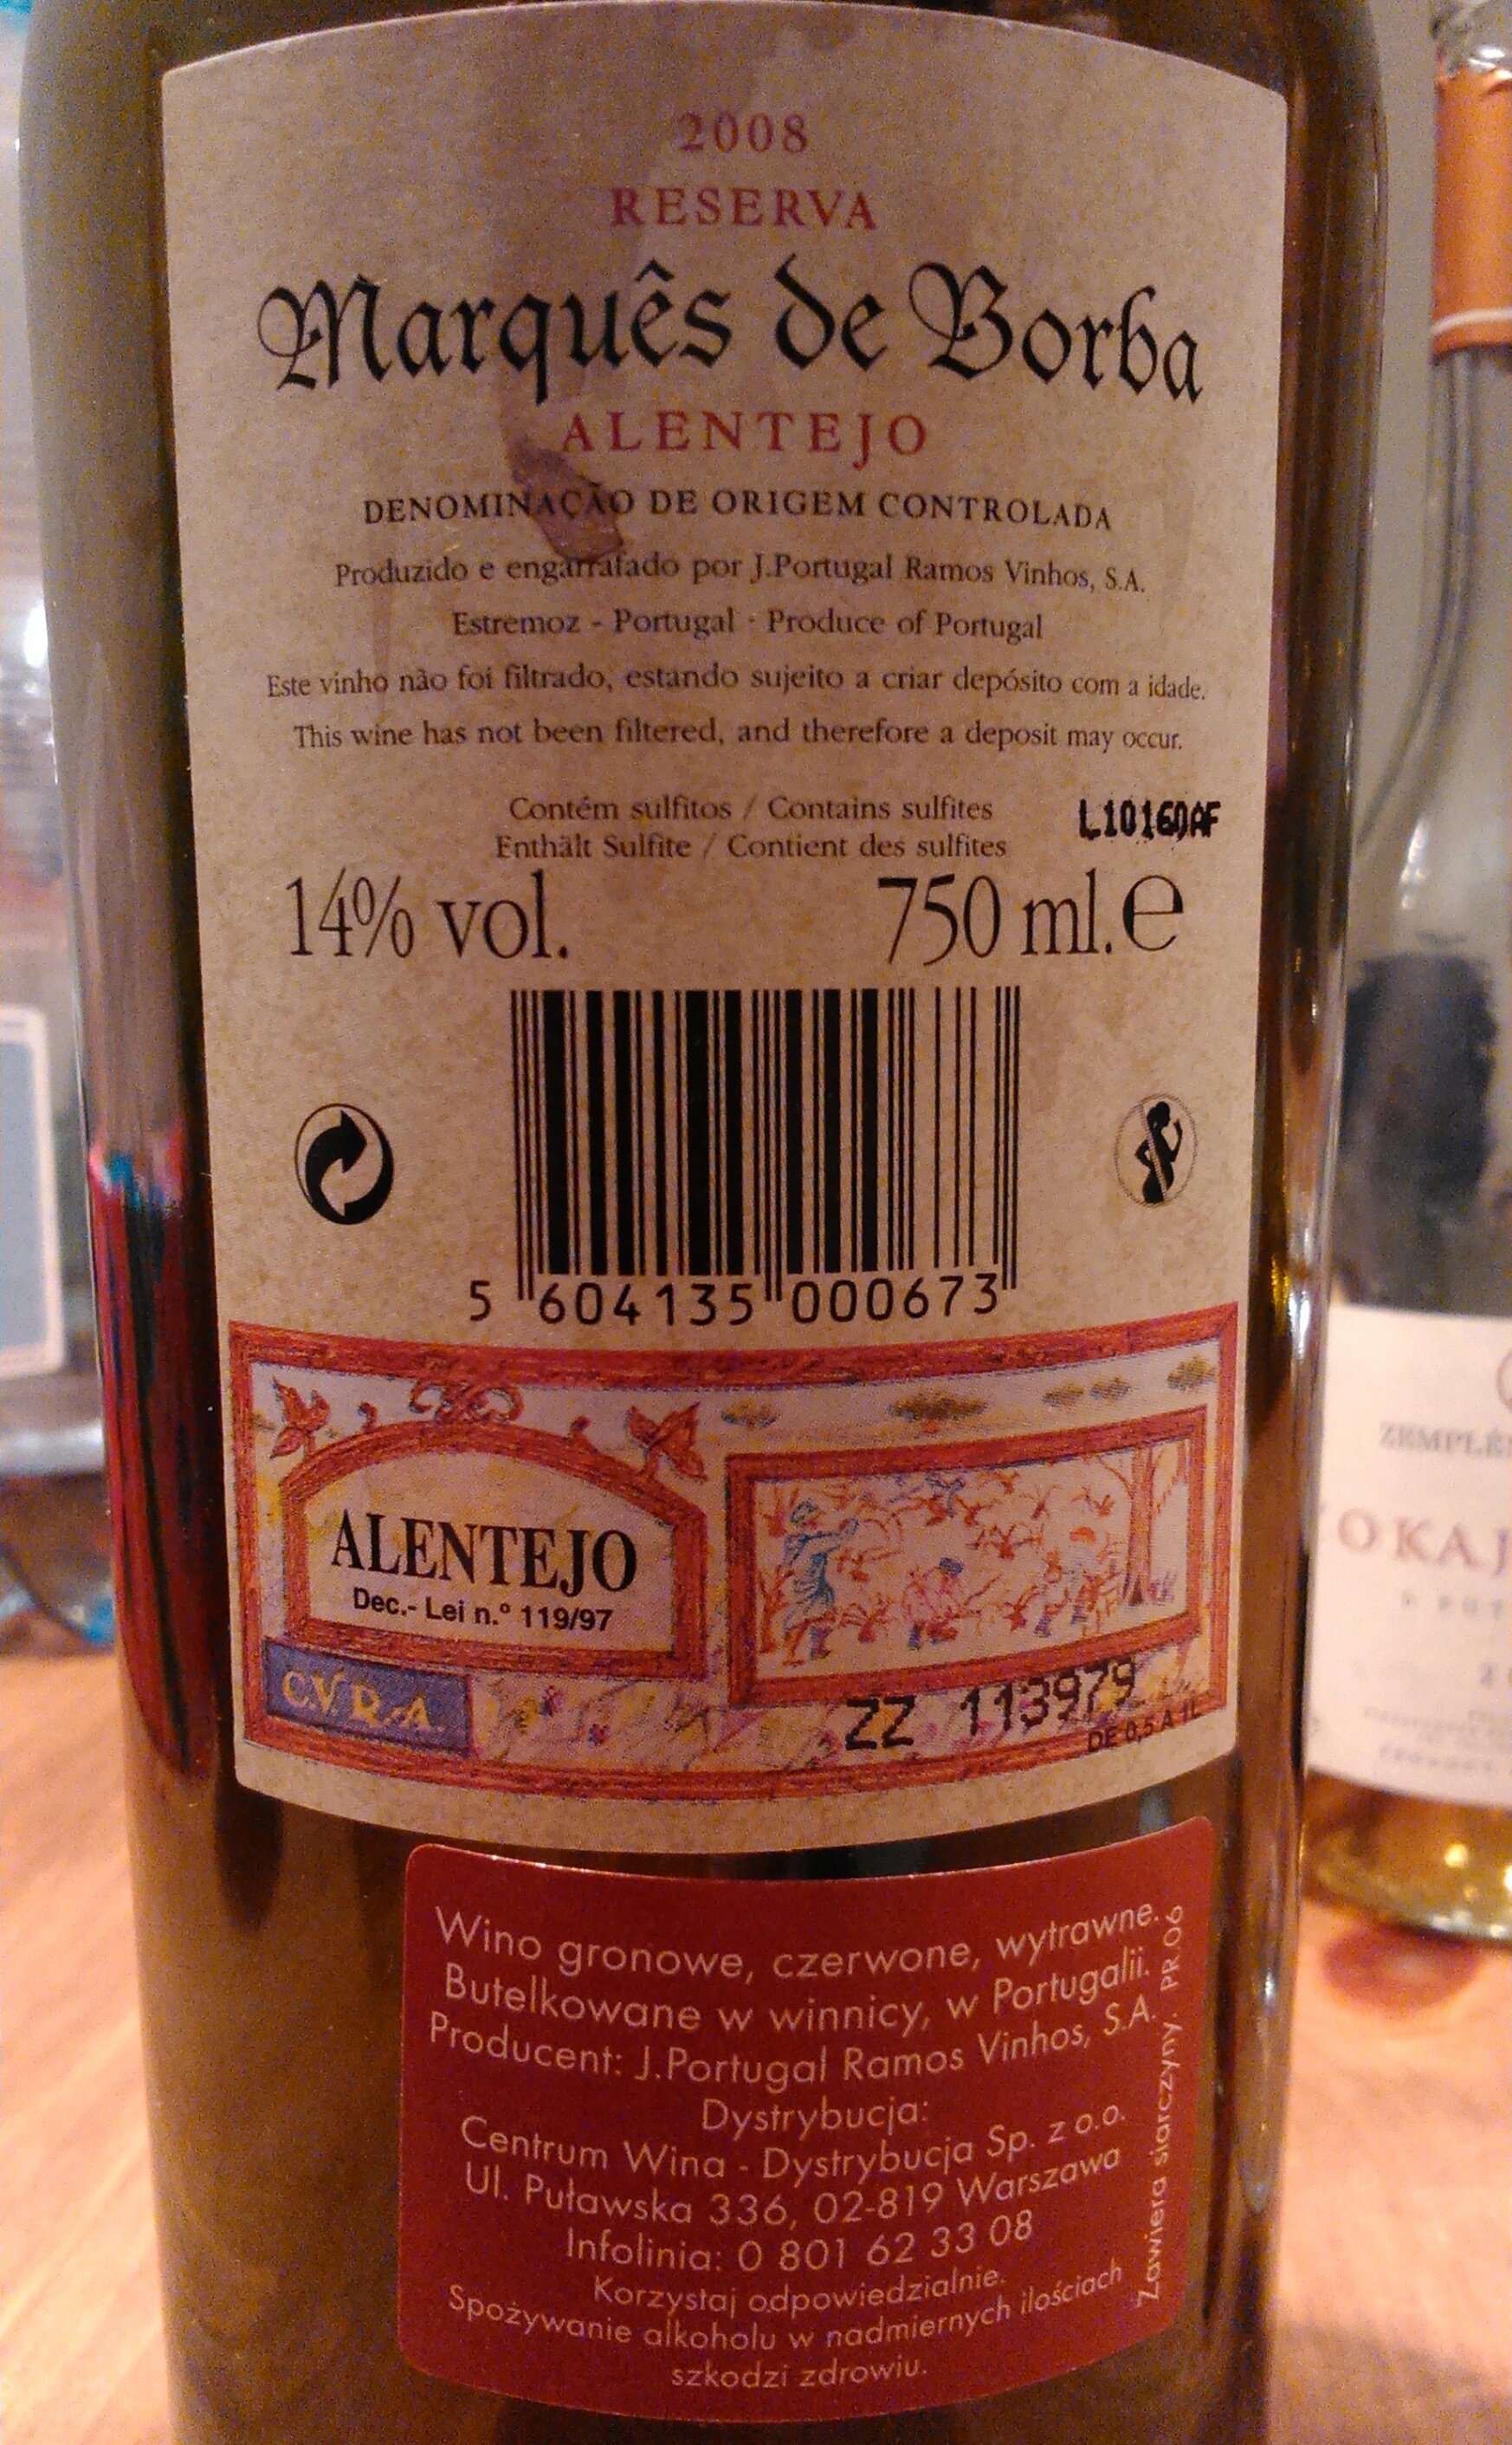 2008
RESERVA
Marquês de Borba
ALENTEJO
DENOMINAÇÃO DE ORIGEM CONTROLADA
Produzido e engarrafado por J.Portugal Ramos Vinhos, S.A.
Estremoz - Portugal · Produce of Portugal
Este vinho não foi filtrado, estando sujeito a criar depósito com a idade.
This wine has not been filtered, and therefore a deposit may occur.
Contém sulfitos / Contains sulfites
Enthält Sulfite / Contient des sulfites
L10160AF
14% vol.
750 ml.℮
5 604135 000673
ALENTEJO
Dec.- Lei n.º 119/97
C.V.R.A.
ZZ 113979
DE 0,5 A 1L
Wino gronowe, czerwone, wytrawne.
Butelkowane w winnicy, w Portugalii.
Producent: J.Portugal Ramos Vinhos, S.A.
Dystrybucja:
Centrum Wina - Dystrybucja Sp. z o.o.
Ul. Puławska 336, 02-819 Warszawa
Infolinia: 0 801 62 33 08
Korzystaj odpowiedzialnie.
Spożywanie alkoholu w nadmiernych ilościach
szkodzi zdrowiu.
Zawiera siarczyny. PR.06
ZEMPLÉ
OKAJ